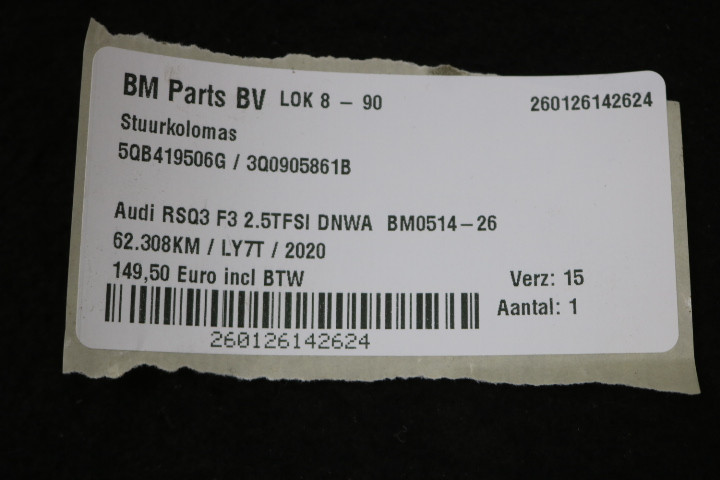 BM Parts BV LOK 8 - 90 260126142624
Stuurkolomas
5QB419506G / 3Q0905861B
Audi RSQ3 F3 2.5TFSI DNWA BM0514-26
62.308KM / LY7T / 2020
149,50 Euro incl BTW Verz: 15
Aantal: 1
260126142624